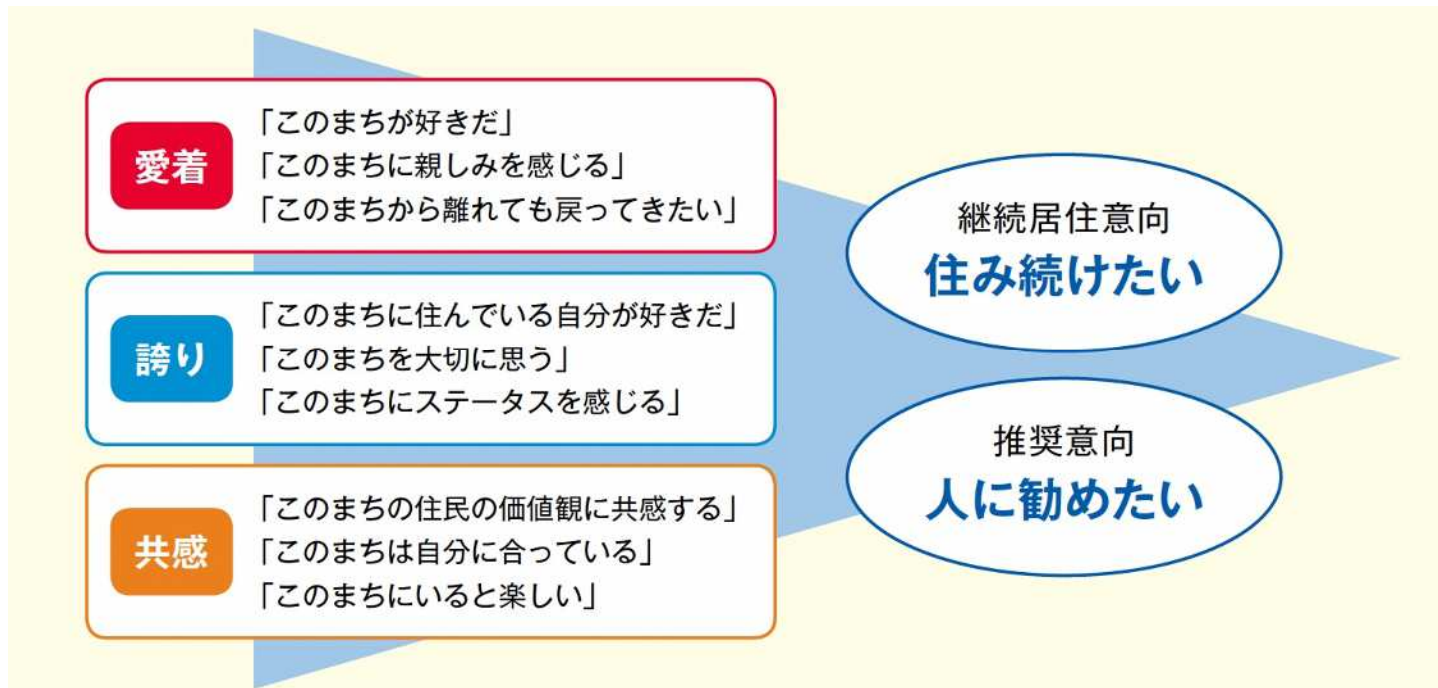 愛着
「このまちが好きだ」
「このまちに親しみを感じる」
「このまちから離れても戻ってきたい」
誇り
「このまちに住んでいる自分が好きだ」
「このまちを大切に思う」
「このまちにステータスを感じる」
共感
「このまちの住民の価値観に共感する」
「このまちは自分に合っている」
「このまちにいると楽しい」
継続居住意向
住み続けたい
推奨意向
人に勧めたい